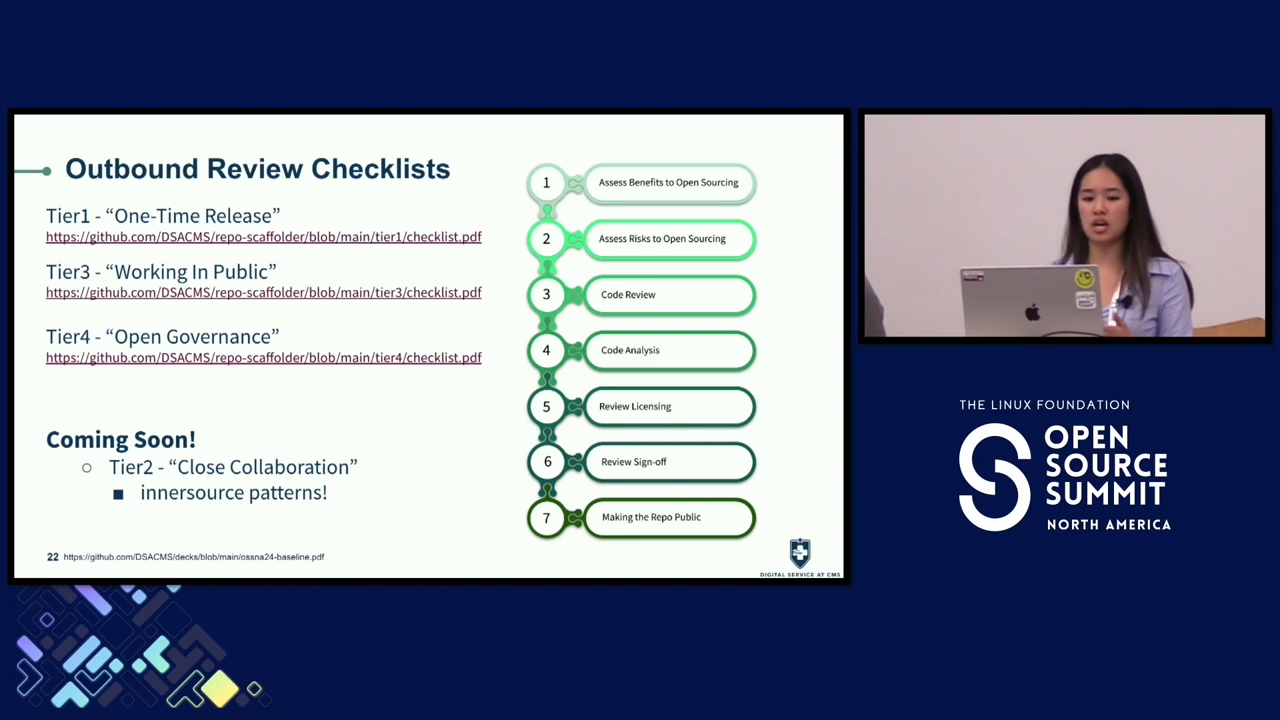 Outbound Review Checklists
Tier1 - “One-Time Release”
https://github.com/DSACMS/repo-scaffolder/blob/main/tier1/checklist.pdf
Tier3 - “Working In Public”
https://github.com/DSACMS/repo-scaffolder/blob/main/tier3/checklist.pdf
Tier4 - “Open Governance”
https://github.com/DSACMS/repo-scaffolder/blob/main/tier4/checklist.pdf
Coming Soon!
Tier2 - “Close Collaboration”
innersource patterns!
22 https://github.com/DSACMS/decks/blob/main/ossna24-baseline.pdf
1 Assess Benefits to Open Sourcing
2 Assess Risks to Open Sourcing
3 Code Review
4 Code Analysis
5 Review Licensing
6 Review Sign-off
7 Making the Repo Public
DIGITAL SERVICE AT CMS
THE LINUX FOUNDATION
OPEN
SOURCE
SUMMIT
NORTH AMERICA